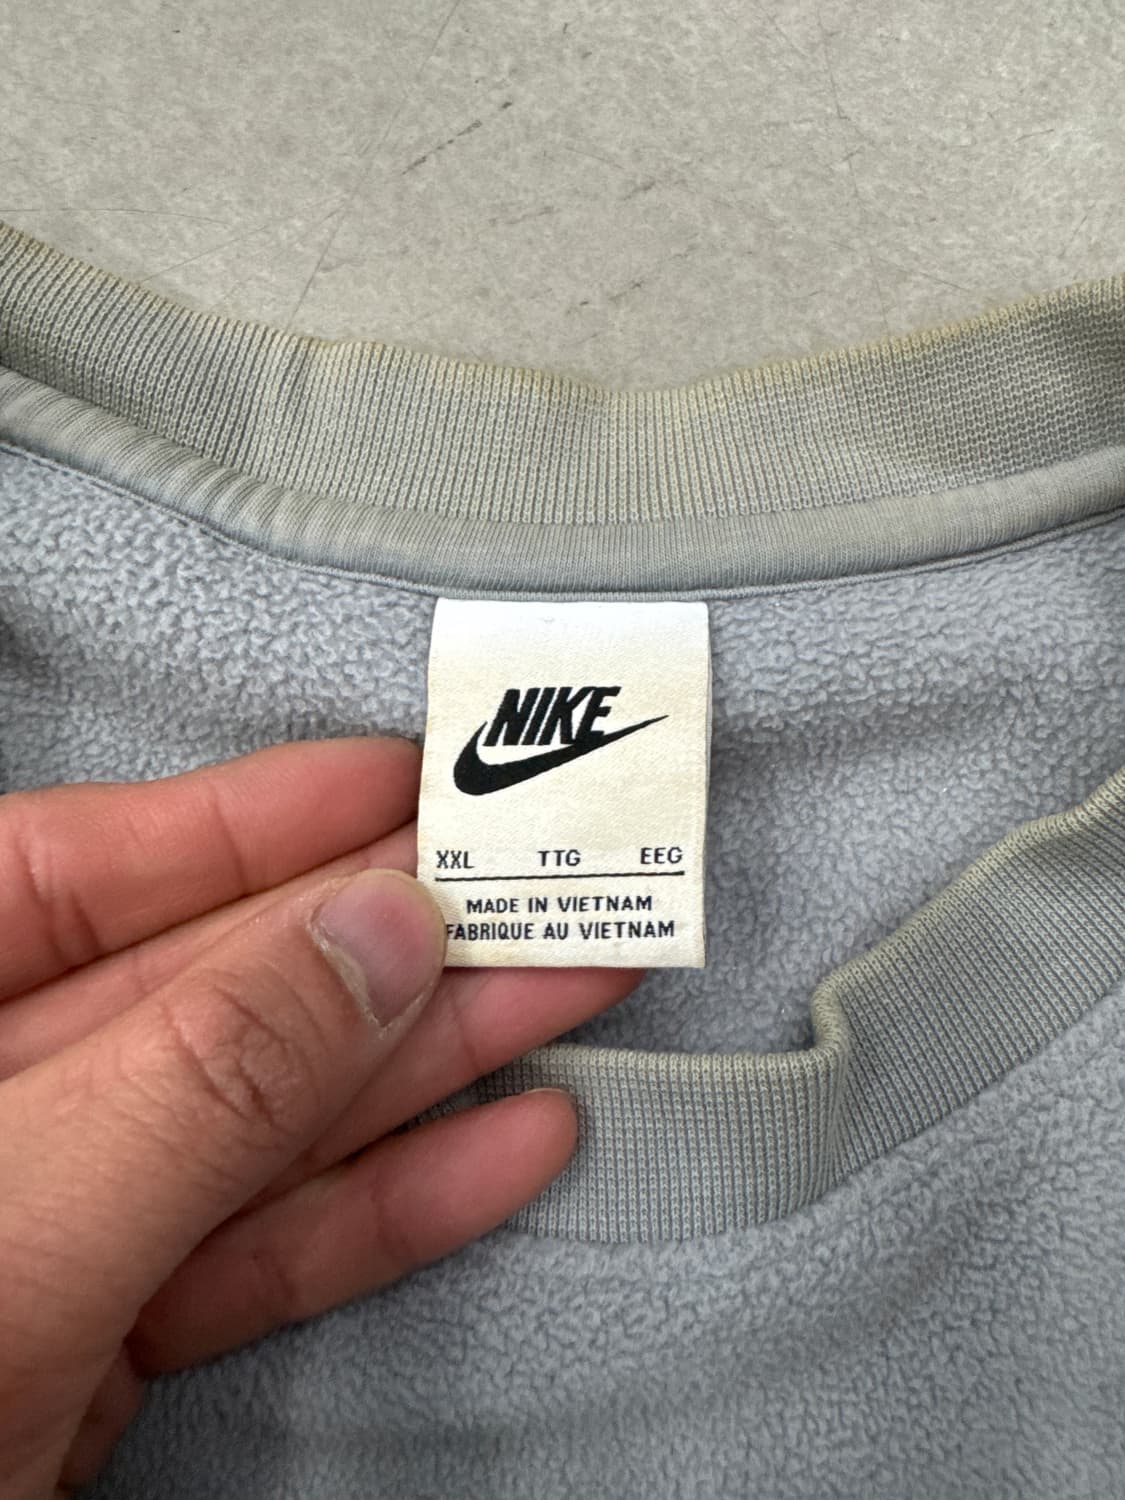 NIKE
XXL TTG EEG
MADE IN VIETNAM
FABRIQUE AU VIETNAM